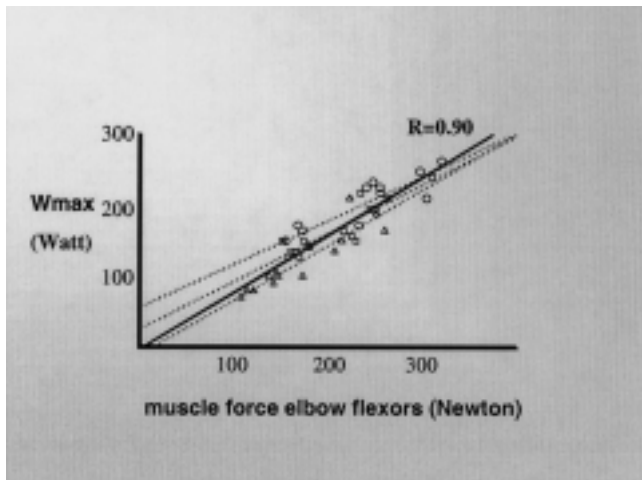 300
R=0.90
Wmax
200
(Watt)
100
100 200 300
muscle force elbow flexors (Newton)